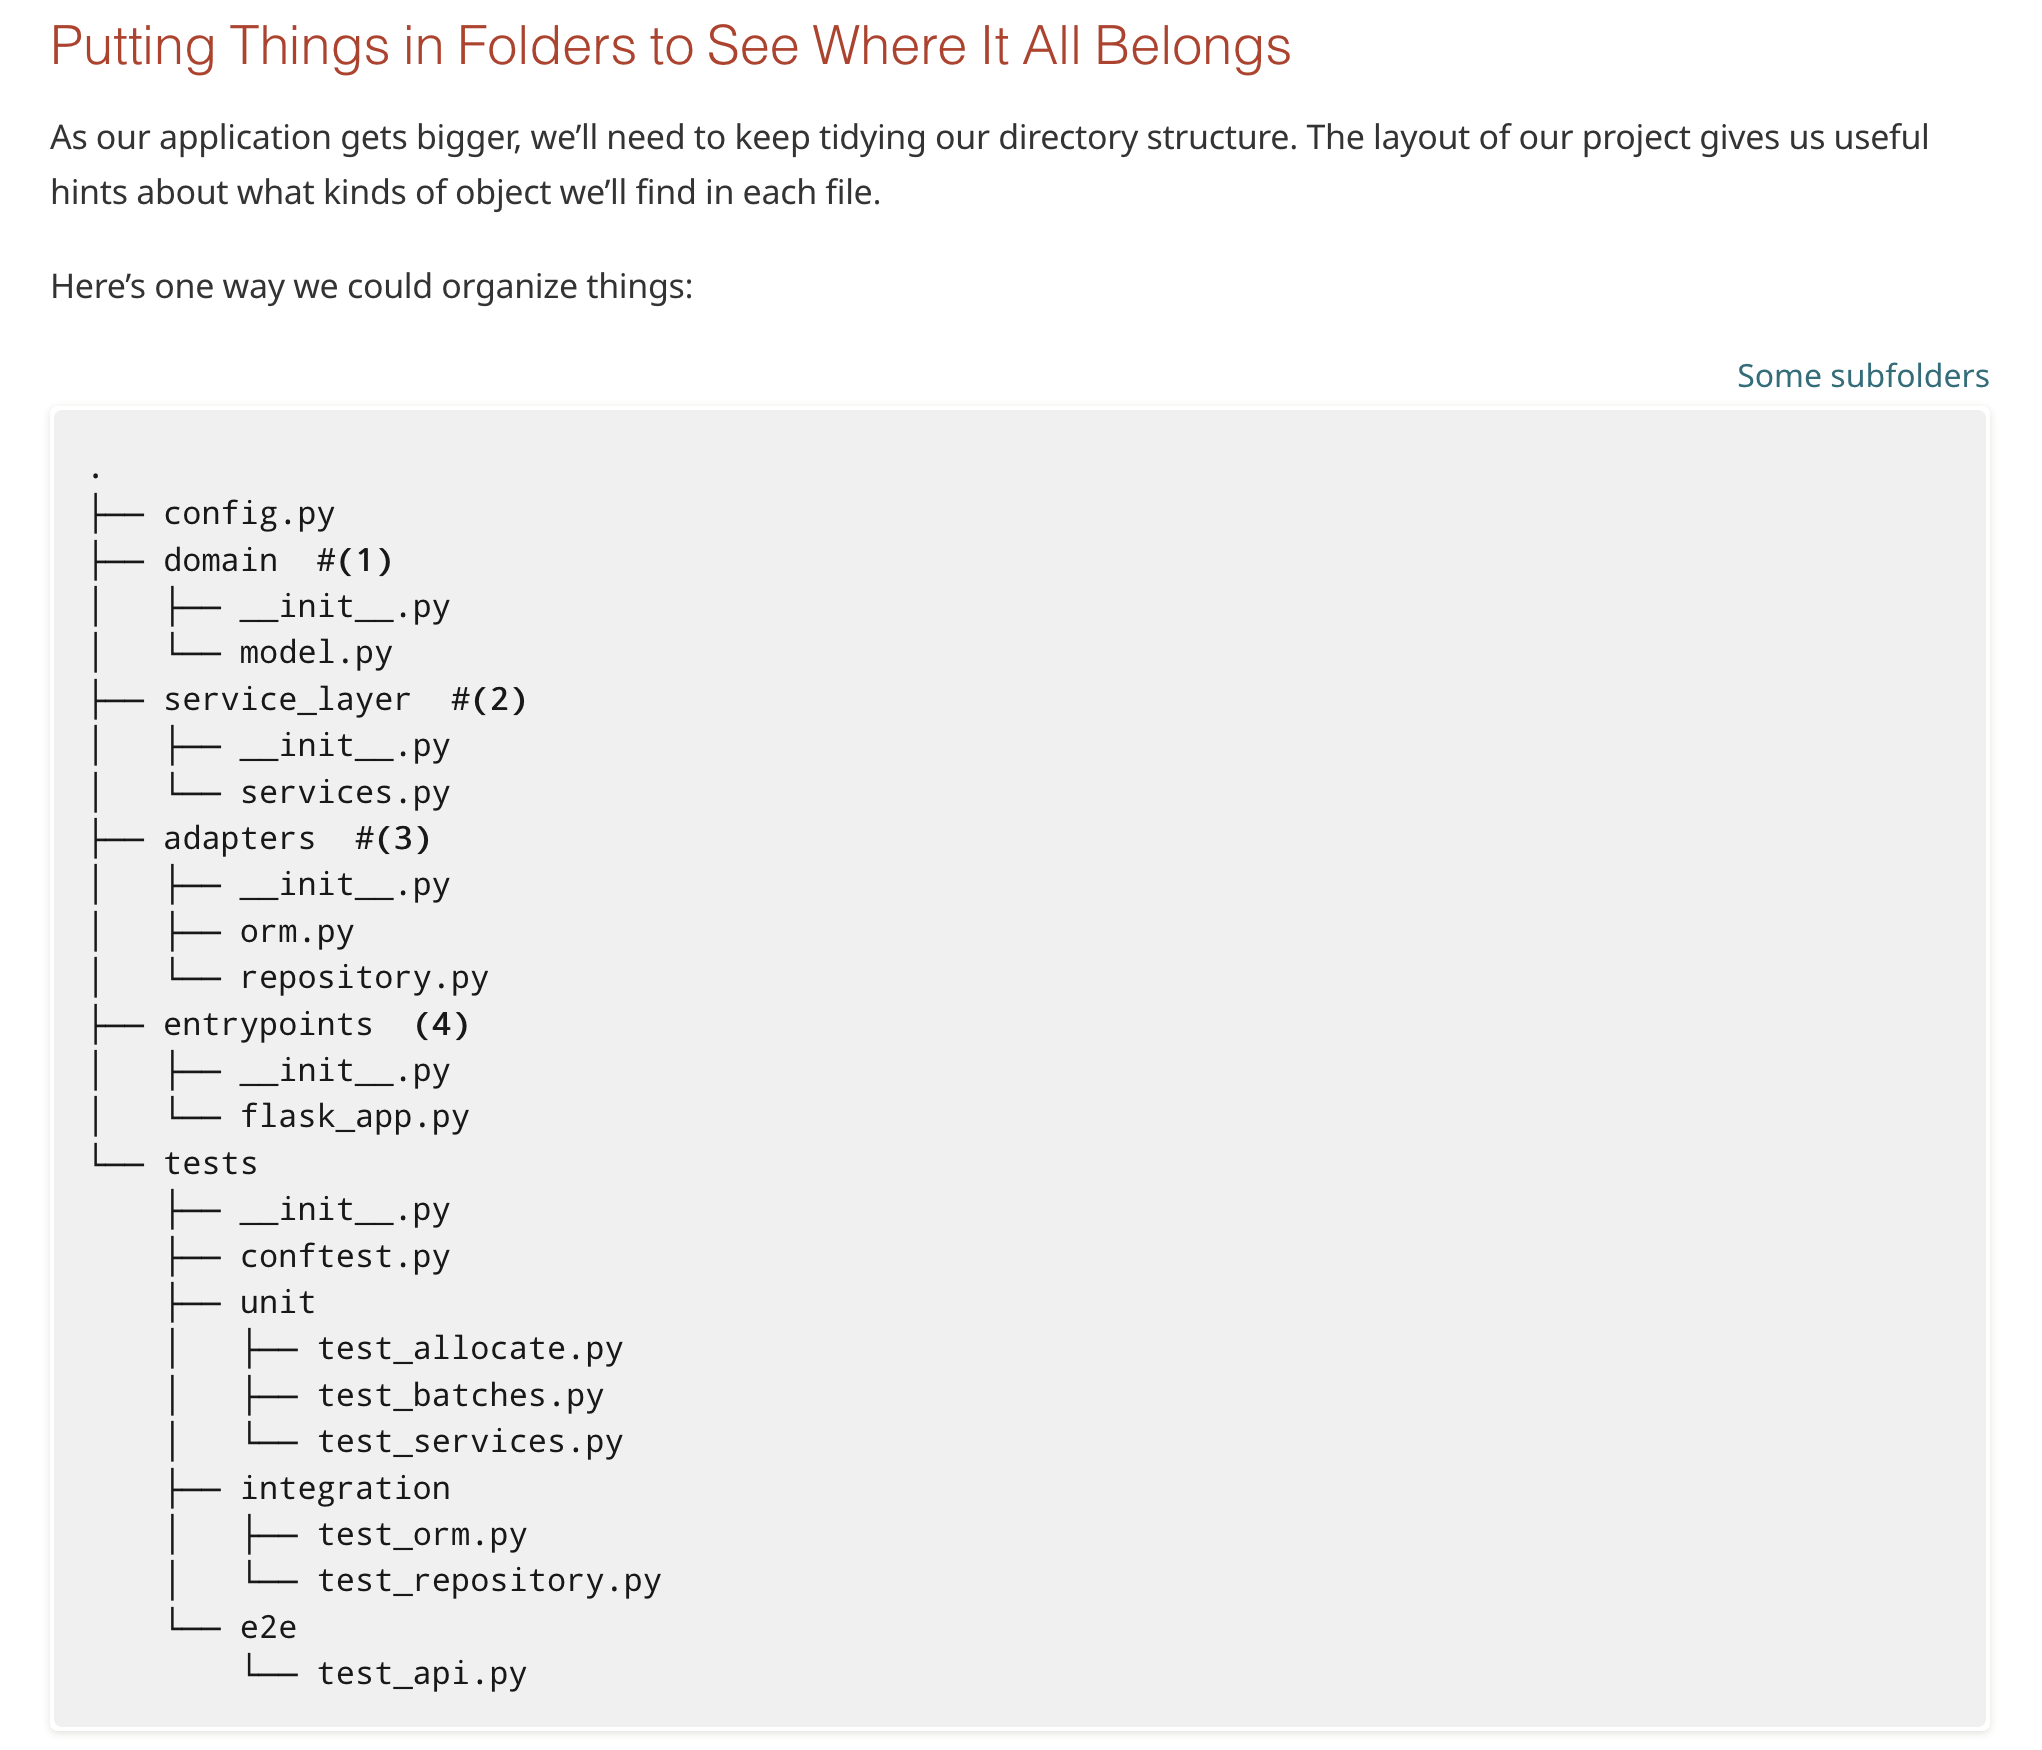 Putting Things in Folders to See Where It All Belongs
As our application gets bigger, we’ll need to keep tidying our directory structure. The layout of our project gives us useful
hints about what kinds of object we’ll find in each file.
Here’s one way we could organize things:
Some subfolders
.
├── config.py
├── domain  #(1)
│   ├── __init__.py
│   └── model.py
├── service_layer  #(2)
│   ├── __init__.py
│   └── services.py
├── adapters  #(3)
│   ├── __init__.py
│   ├── orm.py
│   └── repository.py
├── entrypoints  (4)
│   ├── __init__.py
│   └── flask_app.py
└── tests
    ├── __init__.py
    ├── conftest.py
    ├── unit
    │   ├── test_allocate.py
    │   ├── test_batches.py
    │   └── test_services.py
    ├── integration
    │   ├── test_orm.py
    │   └── test_repository.py
    └── e2e
        └── test_api.py